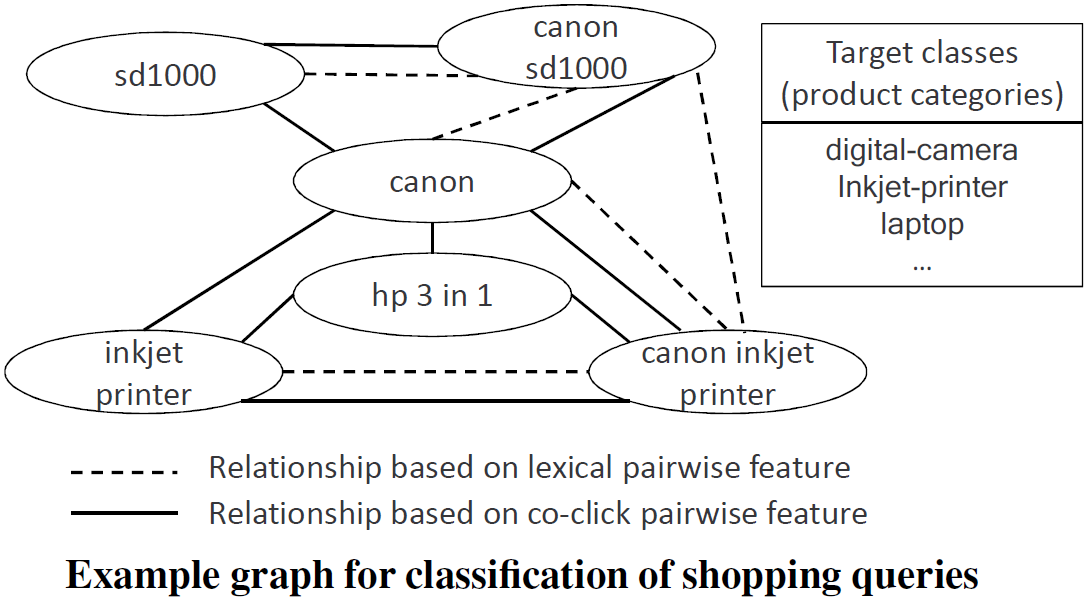 canon
sd1000
sd1000
Target classes
(product categories)
digital-camera
Inkjet-printer
laptop
...
canon
hp 3 in 1
inkjet
printer
canon inkjet
printer
Relationship based on lexical pairwise feature
Relationship based on co-click pairwise feature
Example graph for classification of shopping queries